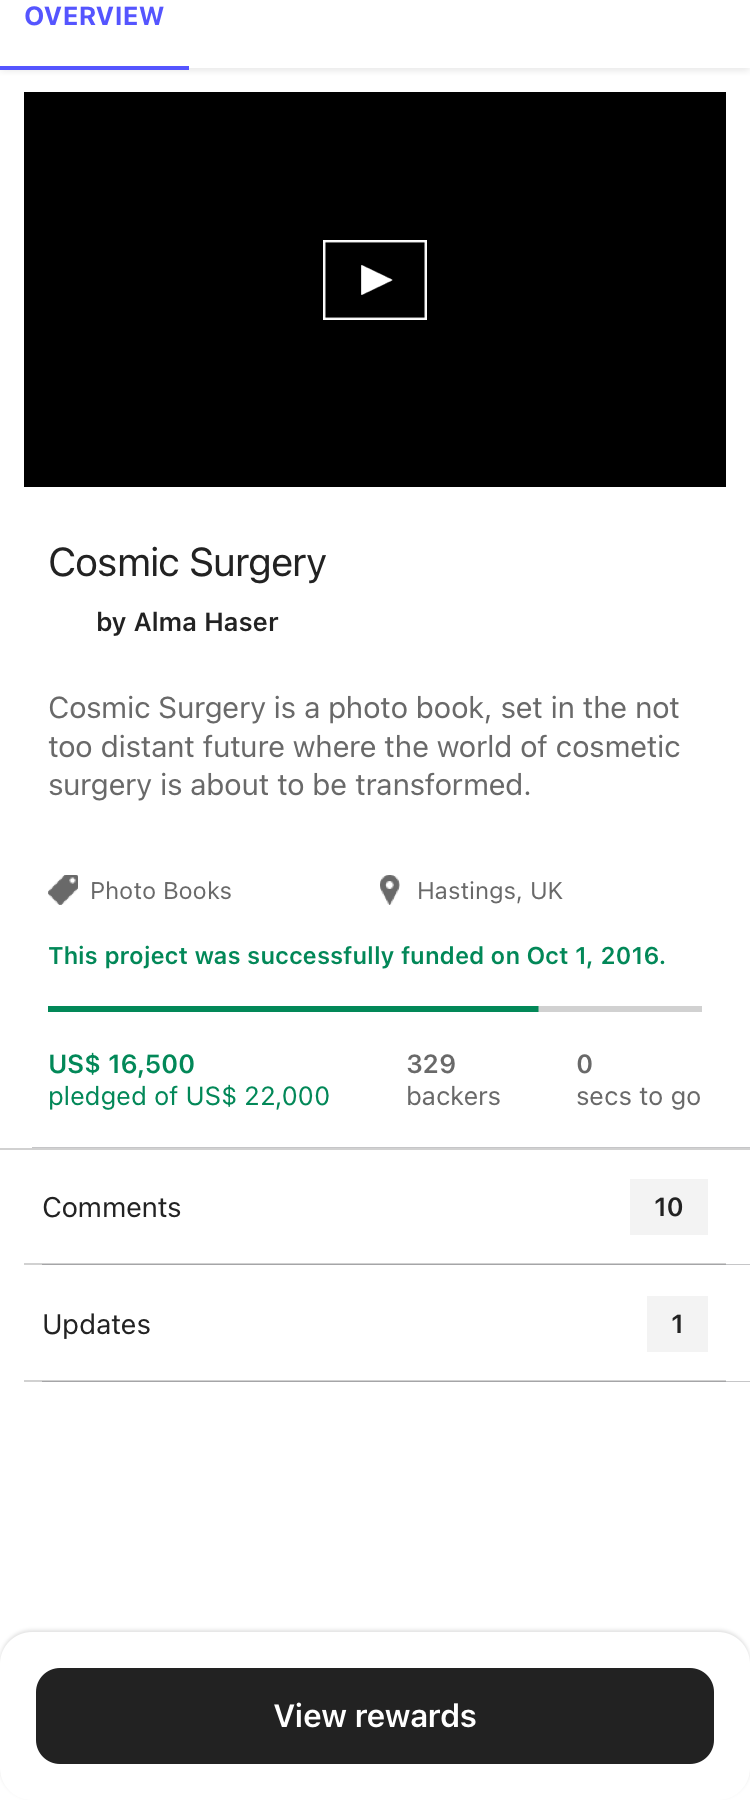 OVERVIEW
Cosmic Surgery
by Alma Haser
Cosmic Surgery is a photo book, set in the not
too distant future where the world of cosmetic
surgery is about to be transformed.
Photo Books
Hastings, UK
This project was successfully funded on Oct 1, 2016.
US$ 16,500
pledged of US$ 22,000
329
backers
0
secs to go
Comments
10
Updates
1
View rewards